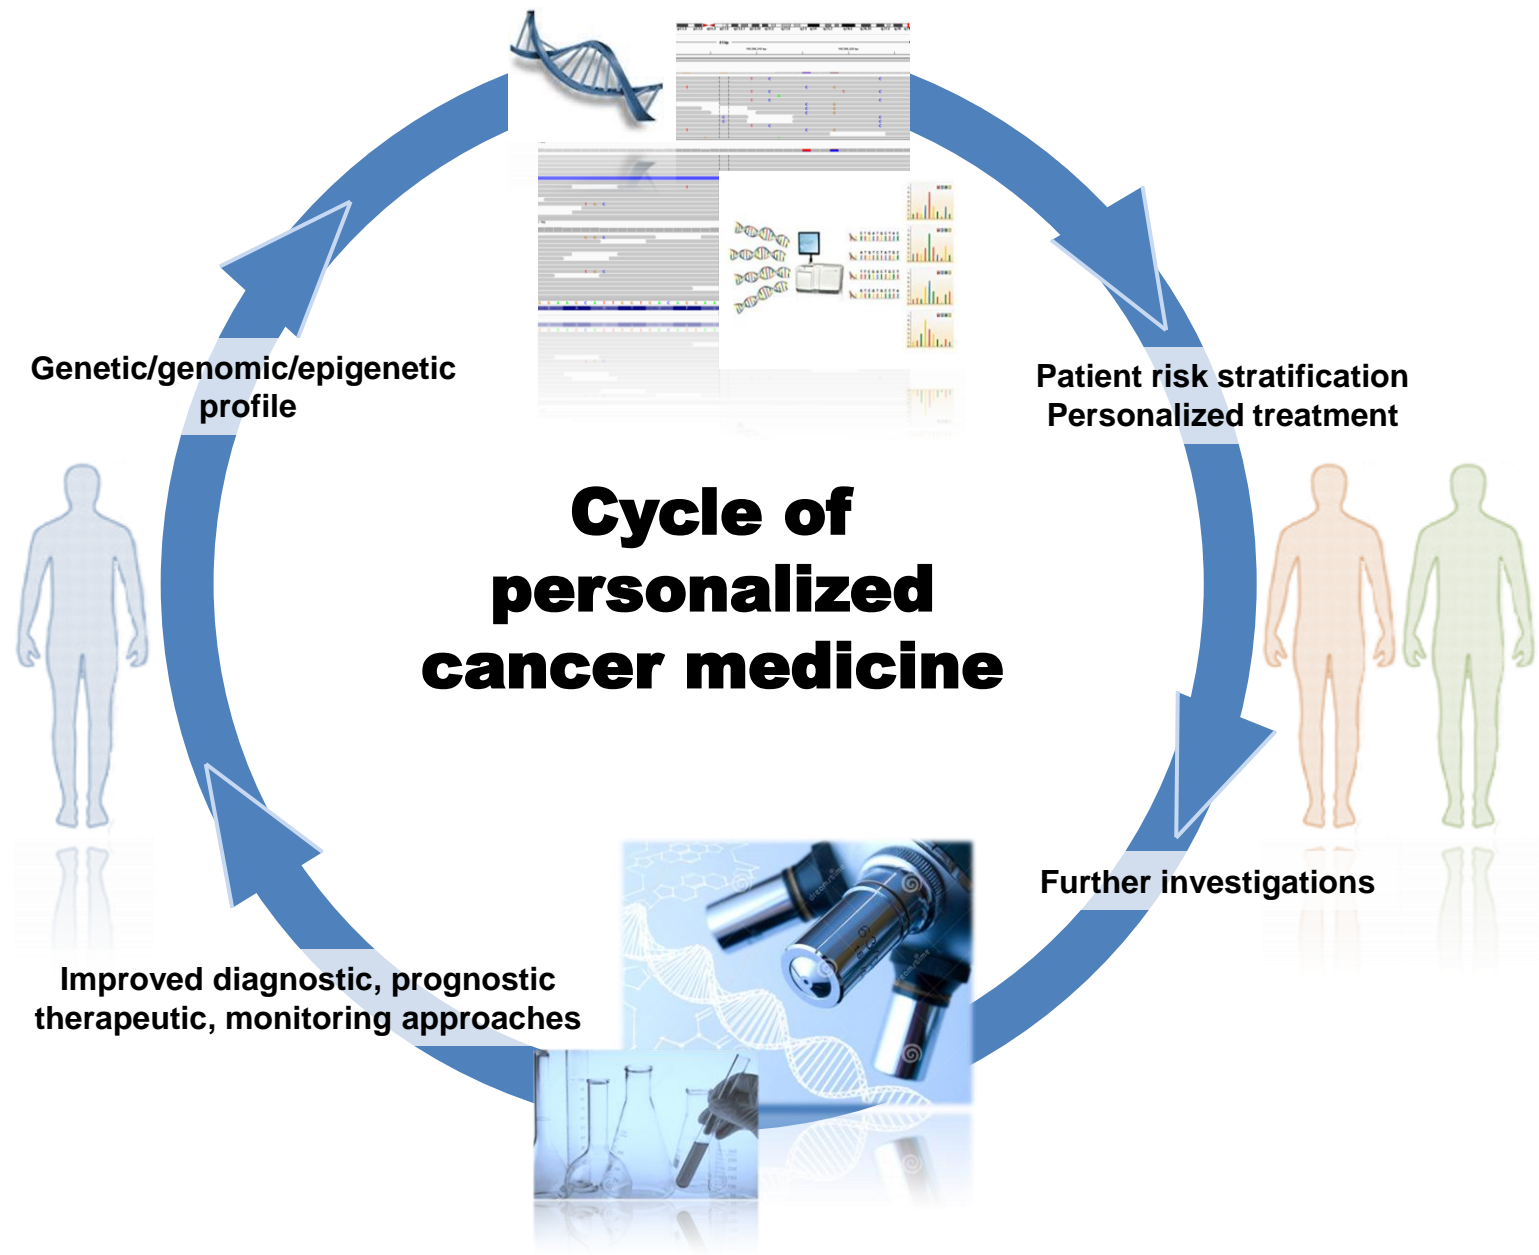 Genetic/genomic/epigenetic
profile
Patient risk stratification
Personalized treatment
Cycle of
personalized
cancer medicine
Further investigations
Improved diagnostic, prognostic
therapeutic, monitoring approaches